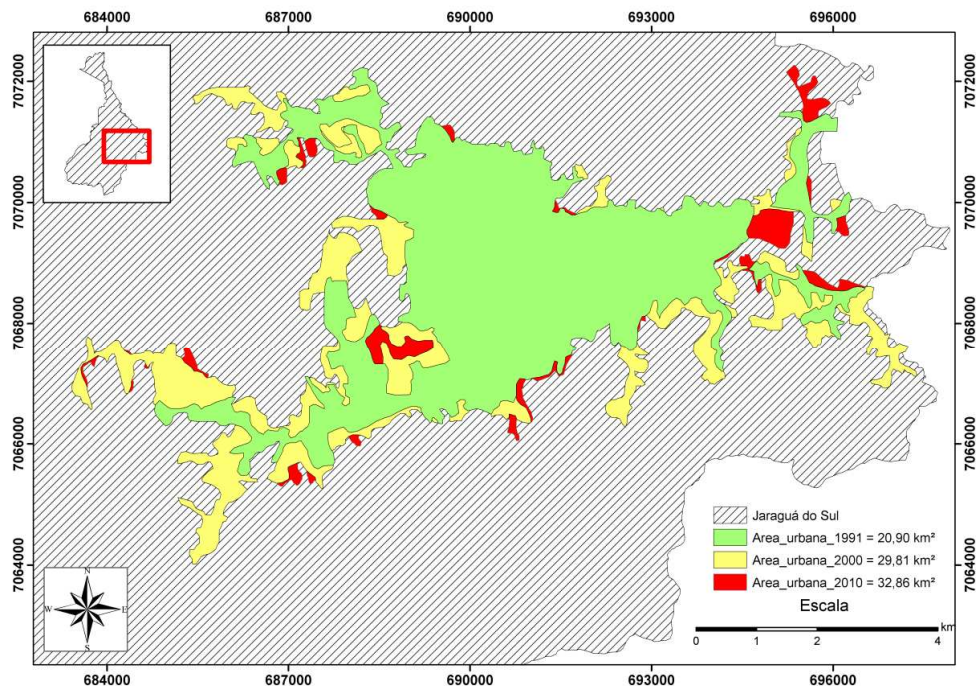 684000 687000 690000 693000 696000
7072000 7072000
7070000 7070000
7068000 7068000
7066000 7066000
7064000 7064000
Jaraguá do Sul
Area_urbana_1991 = 20,90 km²
Area_urbana_2000 = 29,81 km²
Area_urbana_2010 = 32,86 km²
Escala
km
0 1 2 4
N
W E
S
684000 687000 690000 693000 696000